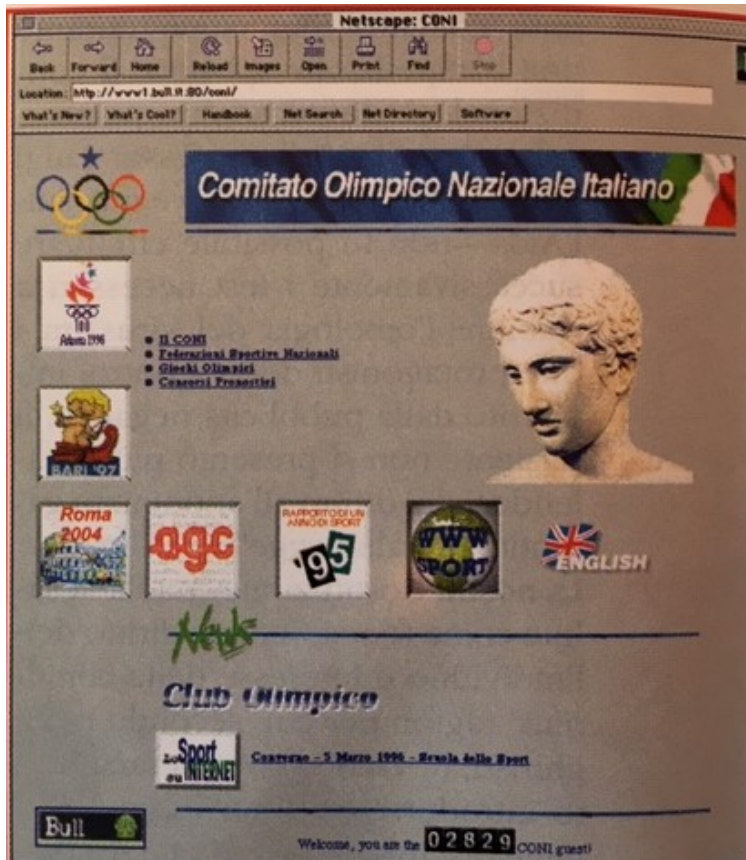 Netscape: CONI
Back Forward Home Reload Images Open Print Find Stop
Location: http://www1.bull.it:80/coni/
What's New? What's Cool? Handbook Net Search Net Directory Software
Comitato Olimpico Nazionale Italiano
Atlanta 1996
Il CONI
Federazioni Sportive Nazionali
Giochi Olimpici
Concorsi Pronostici
BARI '97
Roma
2004
agc
RAPPORTO DI UN
ANNO DI SPORT
'95
WWW
SPORT
ENGLISH
News
Club Olimpico
Sport
su INTERNET
Convegno - 5 Marzo 1996 - Scuola dello Sport
Bull
Welcome, you are the 02829 CONI guest!